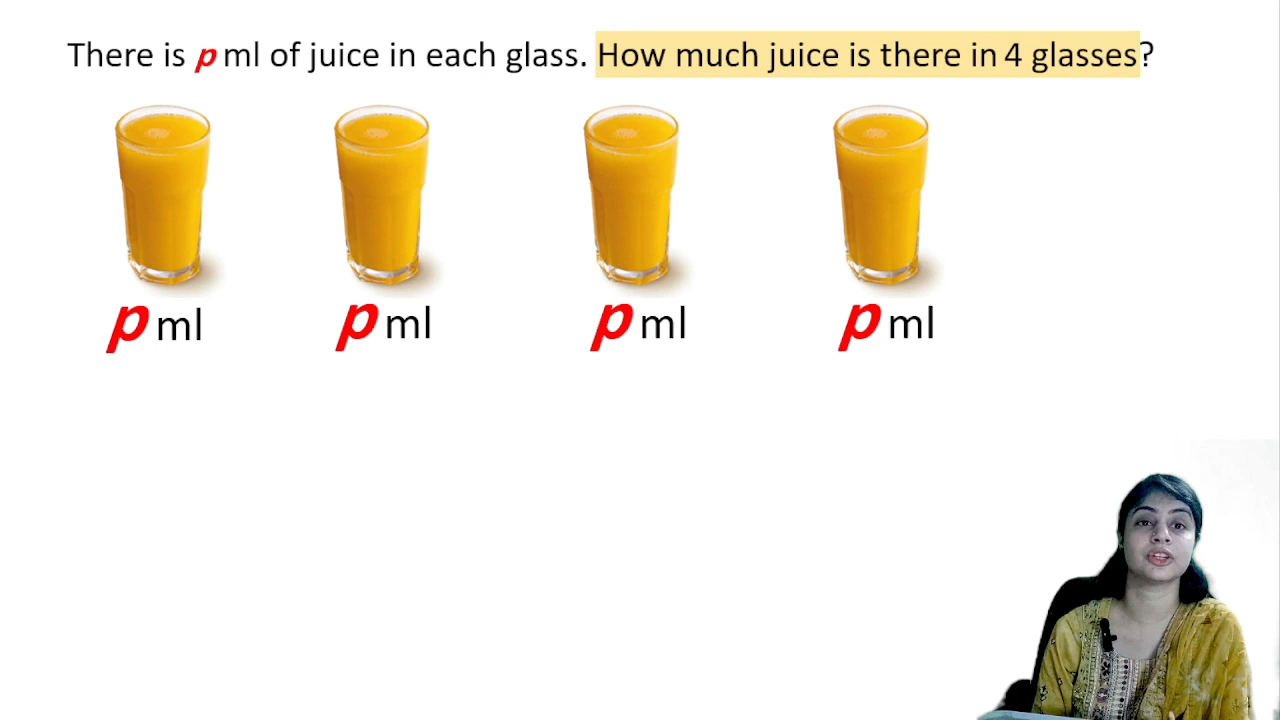 There is p ml of juice in each glass. How much juice is there in 4 glasses?
p ml p ml p ml p ml